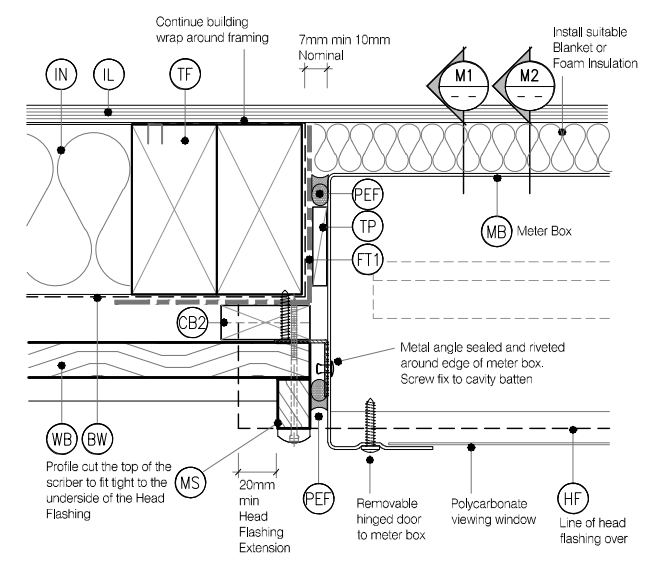 Continue building
wrap around framing
7mm min 10mm
Nominal
Install suitable
Blanket or
Foam Insulation
IN
IL
TF
M1
M2
PEF
TP
MB Meter Box
FT1
CB2
Metal angle sealed and riveted
around edge of meter box.
Screw fix to cavity batten
WB
BW
Profile cut the top of the
scriber to fit tight to the
underside of the Head
Flashing
MS
20mm
min
Head
Flashing
Extension
PEF
Removable
hinged door
to meter box
Polycarbonate
viewing window
HF
Line of head
flashing over